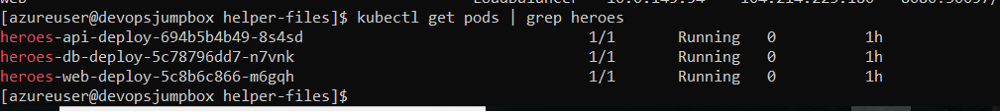 [azureuser@devopsjumpbox helper-files]$ kubectl get pods | grep heroes
heroes-api-deploy-694b5b4b49-8s4sd 1/1 Running 0 1h
heroes-db-deploy-5c78796dd7-n7vnk 1/1 Running 0 1h
heroes-web-deploy-5c8b6c866-m6gqh 1/1 Running 0 1h
[azureuser@devopsjumpbox helper-files]$